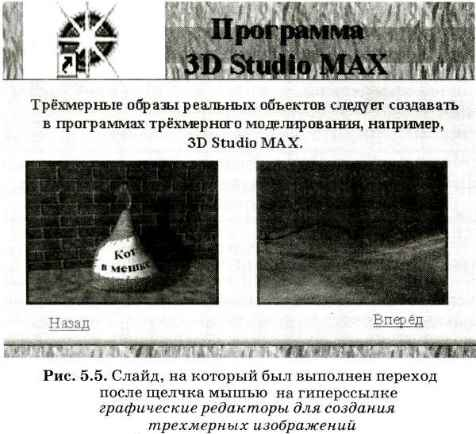 Программа
3D Studio MAX
Трёхмерные образы реальных объектов следует создавать
в программах трёхмерного моделирования, например,
3D Studio MAX.
Кот
в мешке
Назад
Вперёд
Рис. 5.5. Слайд, на который был выполнен переход
после щелчка мышью на гиперссылке
графические редакторы для создания
трехмерных изображений